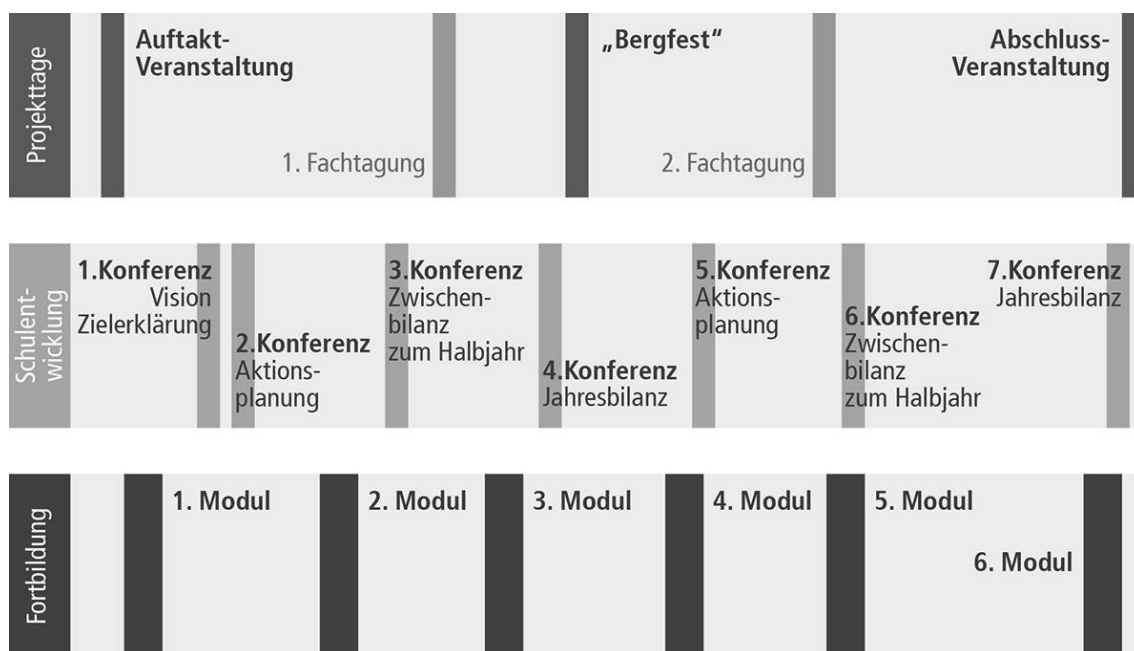 Projekttage
Auftakt-
Veranstaltung
1. Fachtagung
„Bergfest“
2. Fachtagung
Abschluss-
Veranstaltung
Schulent-
wicklung
1.Konferenz
Vision
Zielerklärung
2.Konferenz
Aktions-
planung
3.Konferenz
Zwischen-
bilanz
zum Halbjahr
4.Konferenz
Jahresbilanz
5.Konferenz
Aktions-
planung
6.Konferenz
Zwischen-
bilanz
zum Halbjahr
7.Konferenz
Jahresbilanz
Fortbildung
1. Modul
2. Modul
3. Modul
4. Modul
5. Modul
6. Modul